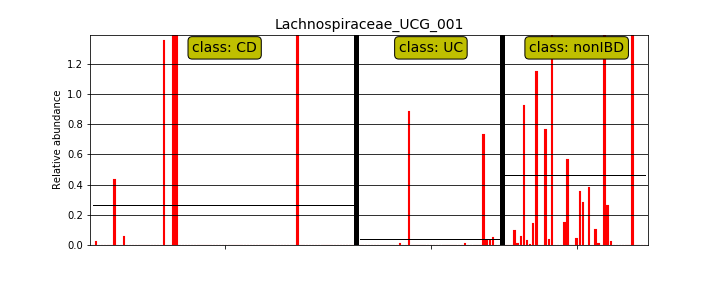 Lachnospiraceae_UCG_001
class: CD
class: UC
class: nonIBD
Relative abundance
1.2
1.0
0.8
0.6
0.4
0.2
0.0